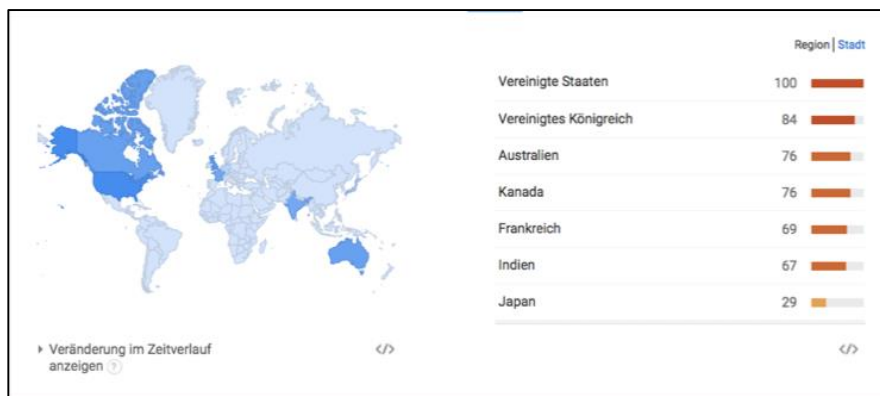 Region | Stadt
Vereinigte Staaten 100
Vereinigtes Königreich 84
Australien 76
Kanada 76
Frankreich 69
Indien 67
Japan 29
Veränderung im Zeitverlauf
anzeigen ?
</> </>